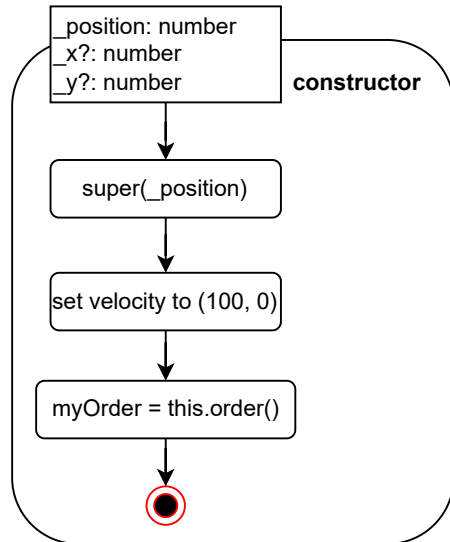 _position: number
_x?: number
_y?: number
constructor
super(_position)
set velocity to (100, 0)
myOrder = this.order()